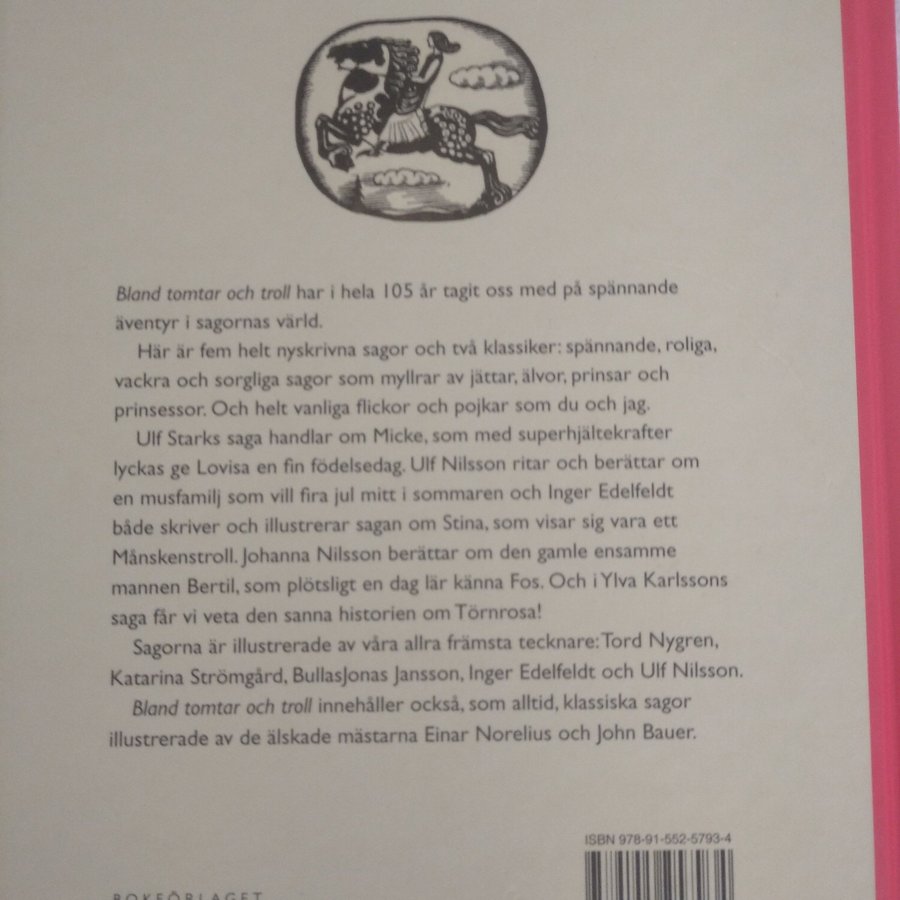 Bland tomtar och troll har i hela 105 år tagit oss med på spännande
äventyr i sagornas värld.
Här är fem helt nyskrivna sagor och två klassiker: spännande, roliga,
vackra och sorgliga sagor som myllrar av jättar, älvor, prinsar och
prinsessor. Och helt vanliga flickor och pojkar som du och jag.
Ulf Starks saga handlar om Micke, som med superhjältekrafter
lyckas ge Lovisa en fin födelsedag. Ulf Nilsson ritar och berättar om
en musfamilj som vill fira jul mitt i sommaren och Inger Edelfeldt
både skriver och illustrerar sagan om Stina, som visar sig vara ett
Månskenstroll. Johanna Nilsson berättar om den gamle ensamme
mannen Bertil, som plötsligt en dag lär känna Fos. Och i Ylva Karlssons
saga får vi veta den sanna historien om Törnrosa!
Sagorna är illustrerade av våra allra främsta tecknare: Tord Nygren,
Katarina Strömgård, BullasJonas Jansson, Inger Edelfeldt och Ulf Nilsson.
Bland tomtar och troll innehåller också, som alltid, klassiska sagor
illustrerade av de älskade mästarna Einar Norelius och John Bauer.
ISBN 978-91-552-5793-4
BOKFÖRLAGET